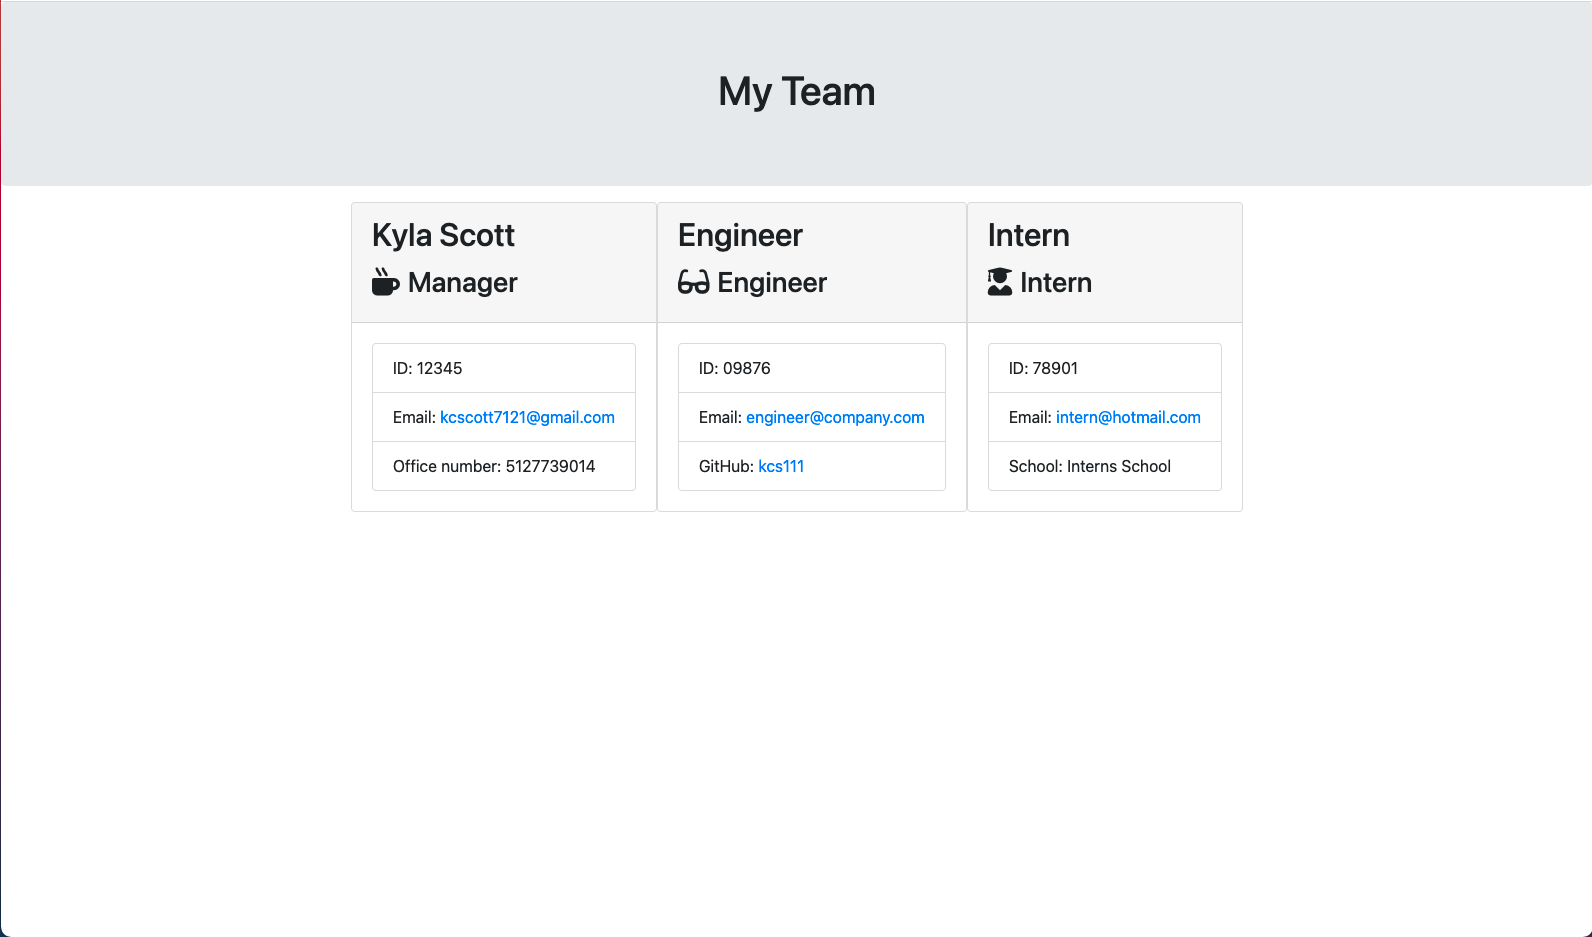 My Team
Kyla Scott
Manager
ID: 12345
Email: kcscott7121@gmail.com
Office number: 5127739014
Engineer
Engineer
ID: 09876
Email: engineer@company.com
GitHub: kcs111
Intern
Intern
ID: 78901
Email: intern@hotmail.com
School: Interns School